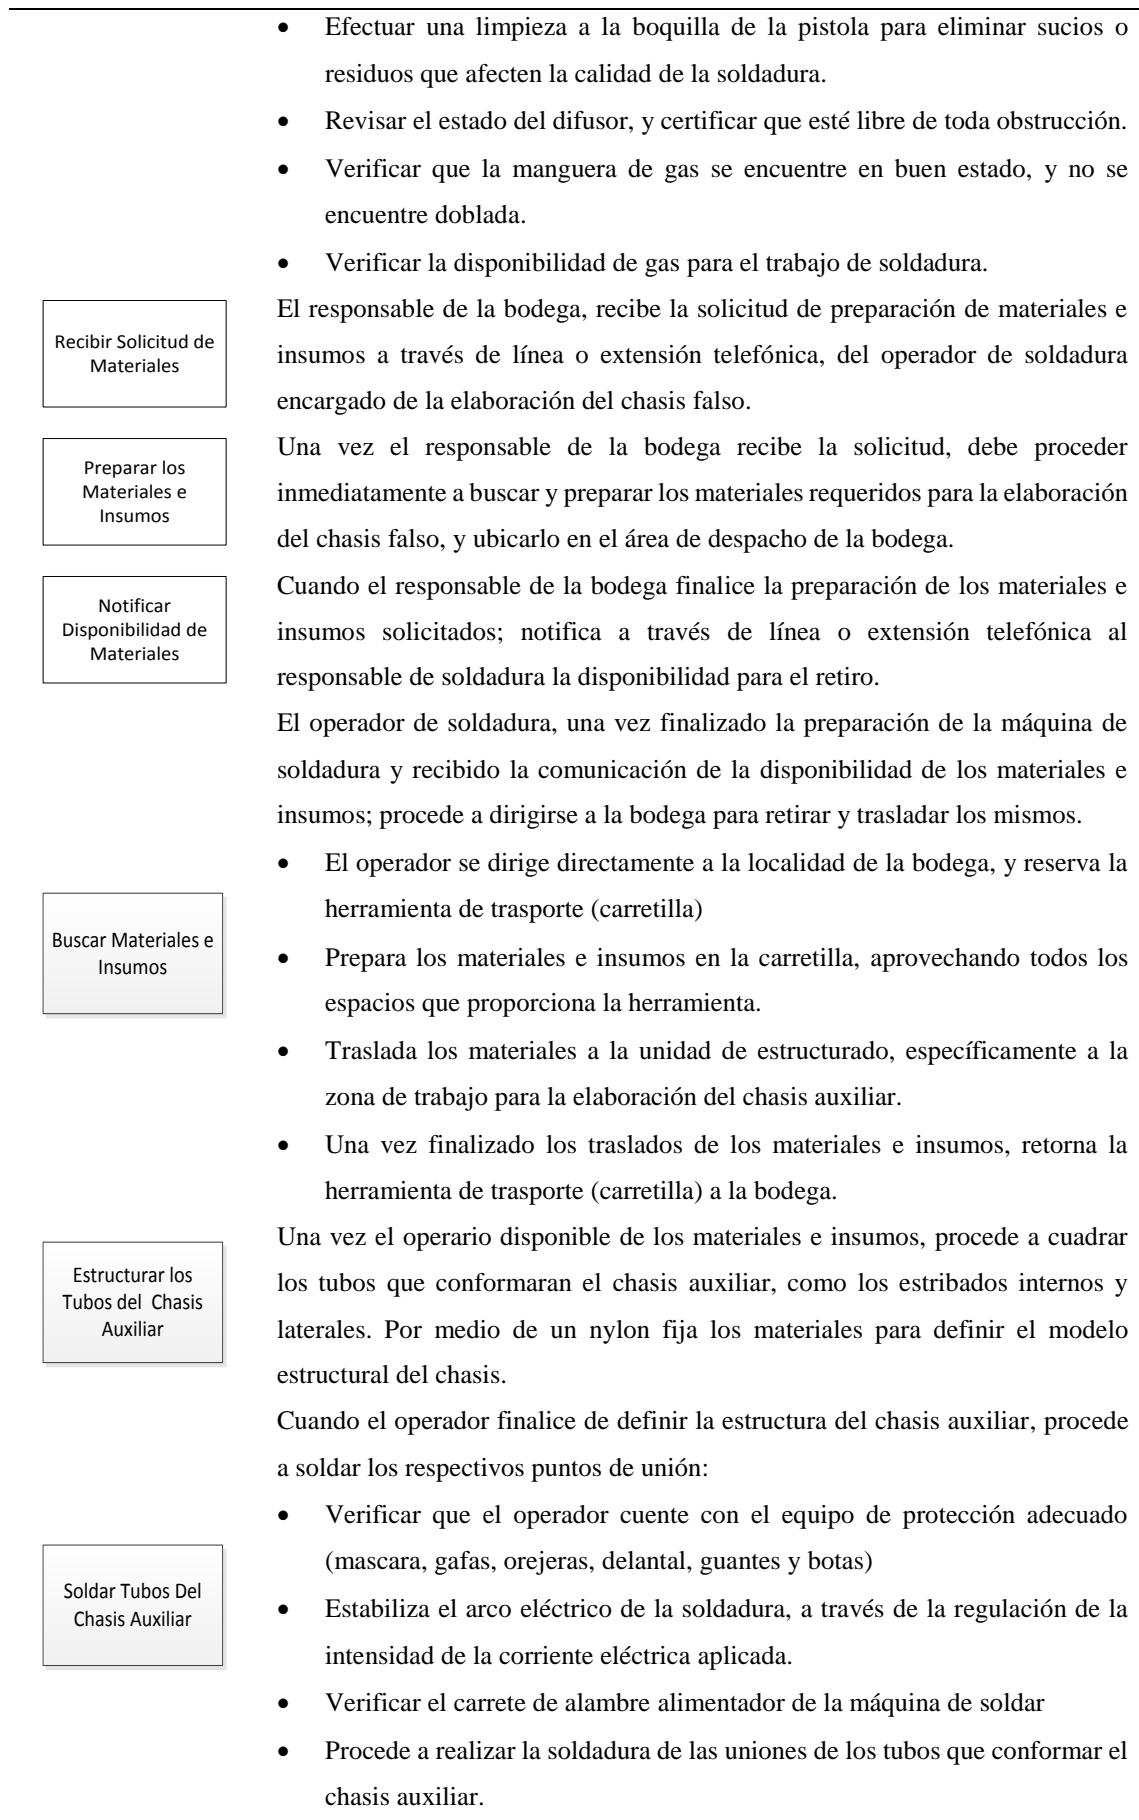 • Efectuar una limpieza a la boquilla de la pistola para eliminar sucios o
residuos que afecten la calidad de la soldadura.
• Revisar el estado del difusor, y certificar que esté libre de toda obstrucción.
• Verificar que la manguera de gas se encuentre en buen estado, y no se
encuentre doblada.
• Verificar la disponibilidad de gas para el trabajo de soldadura.
Recibir Solicitud de
Materiales
El responsable de la bodega, recibe la solicitud de preparación de materiales e
insumos a través de línea o extensión telefónica, del operador de soldadura
encargado de la elaboración del chasis falso.
Preparar los
Materiales e
Insumos
Una vez el responsable de la bodega recibe la solicitud, debe proceder
inmediatamente a buscar y preparar los materiales requeridos para la elaboración
del chasis falso, y ubicarlo en el área de despacho de la bodega.
Notificar
Disponibilidad de
Materiales
Cuando el responsable de la bodega finalice la preparación de los materiales e
insumos solicitados; notifica a través de línea o extensión telefónica al
responsable de soldadura la disponibilidad para el retiro.
Buscar Materiales e
Insumos
El operador de soldadura, una vez finalizado la preparación de la máquina de
soldadura y recibido la comunicación de la disponibilidad de los materiales e
insumos; procede a dirigirse a la bodega para retirar y trasladar los mismos.
• El operador se dirige directamente a la localidad de la bodega, y reserva la
herramienta de trasporte (carretilla)
• Prepara los materiales e insumos en la carretilla, aprovechando todos los
espacios que proporciona la herramienta.
• Traslada los materiales a la unidad de estructurado, específicamente a la
zona de trabajo para la elaboración del chasis auxiliar.
• Una vez finalizado los traslados de los materiales e insumos, retorna la
herramienta de trasporte (carretilla) a la bodega.
Estructurar los
Tubos del Chasis
Auxiliar
Una vez el operario disponible de los materiales e insumos, procede a cuadrar
los tubos que conformaran el chasis auxiliar, como los estribados internos y
laterales. Por medio de un nylon fija los materiales para definir el modelo
estructural del chasis.
Soldar Tubos Del
Chasis Auxiliar
Cuando el operador finalice de definir la estructura del chasis auxiliar, procede
a soldar los respectivos puntos de unión:
• Verificar que el operador cuente con el equipo de protección adecuado
(mascara, gafas, orejeras, delantal, guantes y botas)
• Estabiliza el arco eléctrico de la soldadura, a través de la regulación de la
intensidad de la corriente eléctrica aplicada.
• Verificar el carrete de alambre alimentador de la máquina de soldar
• Procede a realizar la soldadura de las uniones de los tubos que conformar el
chasis auxiliar.